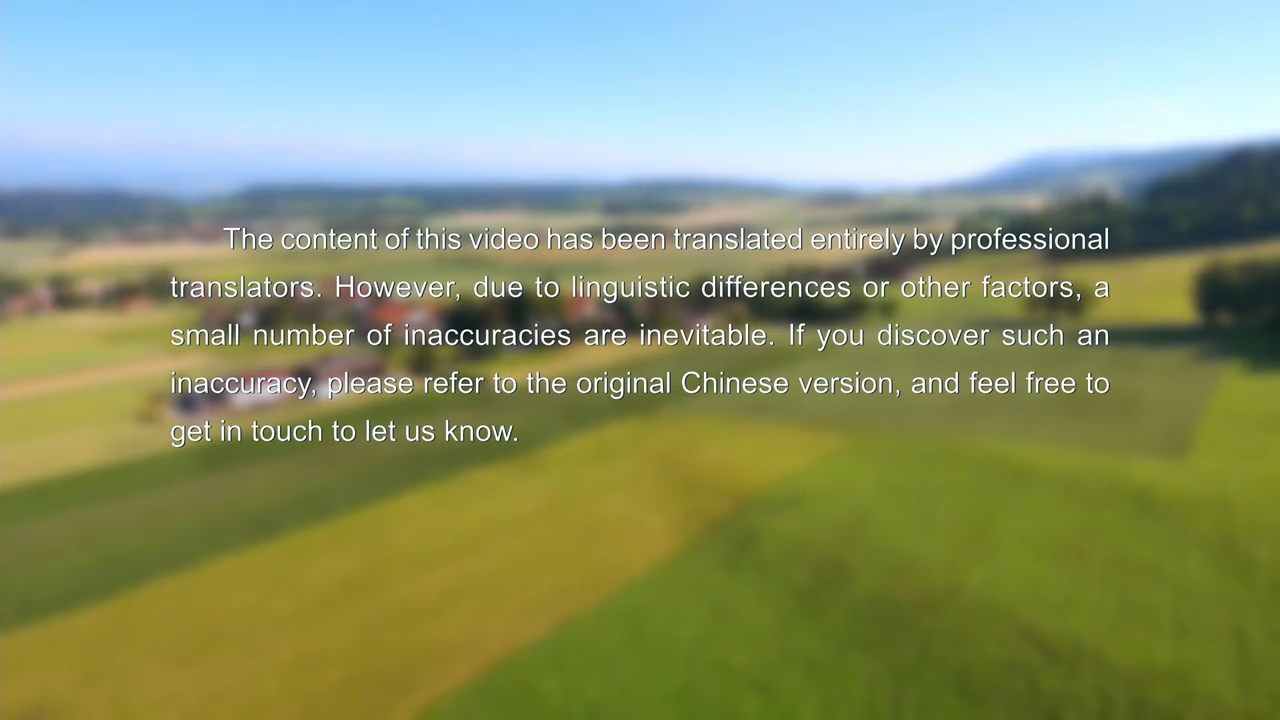 The content of this video has been translated entirely by professional
translators. However, due to linguistic differences or other factors, a
small number of inaccuracies are inevitable. If you discover such an
inaccuracy, please refer to the original Chinese version, and feel free to
get in touch to let us know.